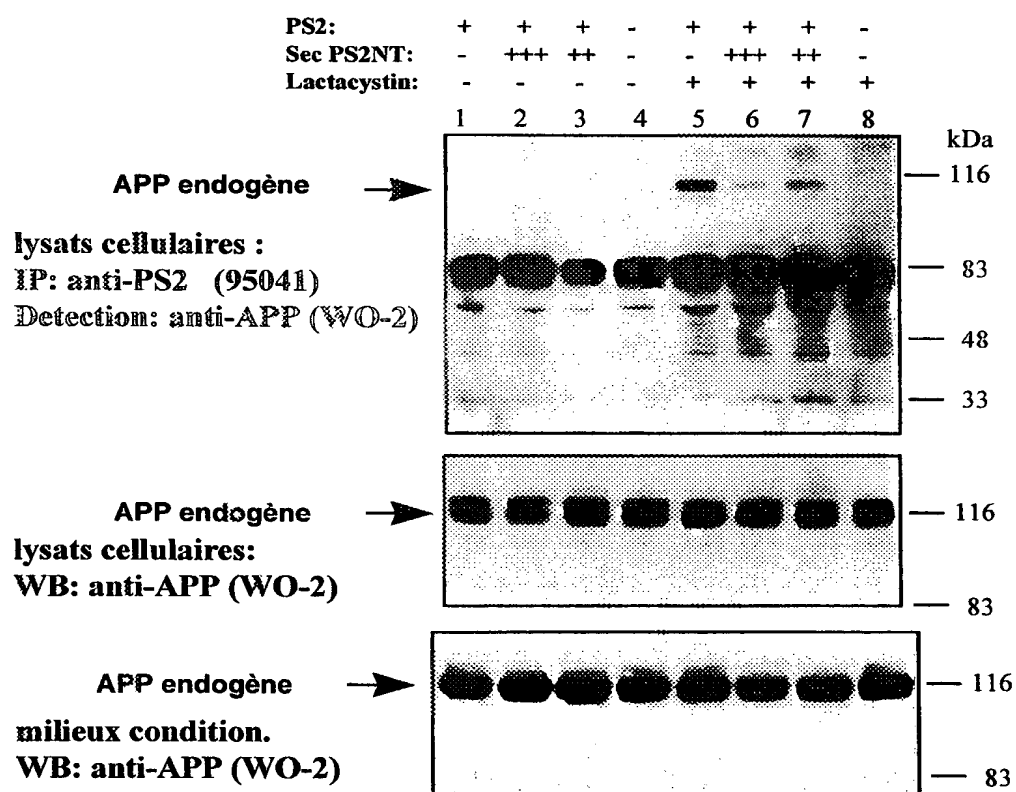 PS2: + + + - + + + -
Sec PS2NT: - +++ ++ - - +++ ++ -
Lactacystin: - - - - + + + +
1 2 3 4 5 6 7 8
kDa
APP endogène
116
lysats cellulaires :
IP: anti-PS2 (95041)
Detection: anti-APP (WO-2)
83
48
33
APP endogène
116
lysats cellulaires:
WB: anti-APP (WO-2)
83
APP endogène
116
milieux condition.
WB: anti-APP (WO-2)
83